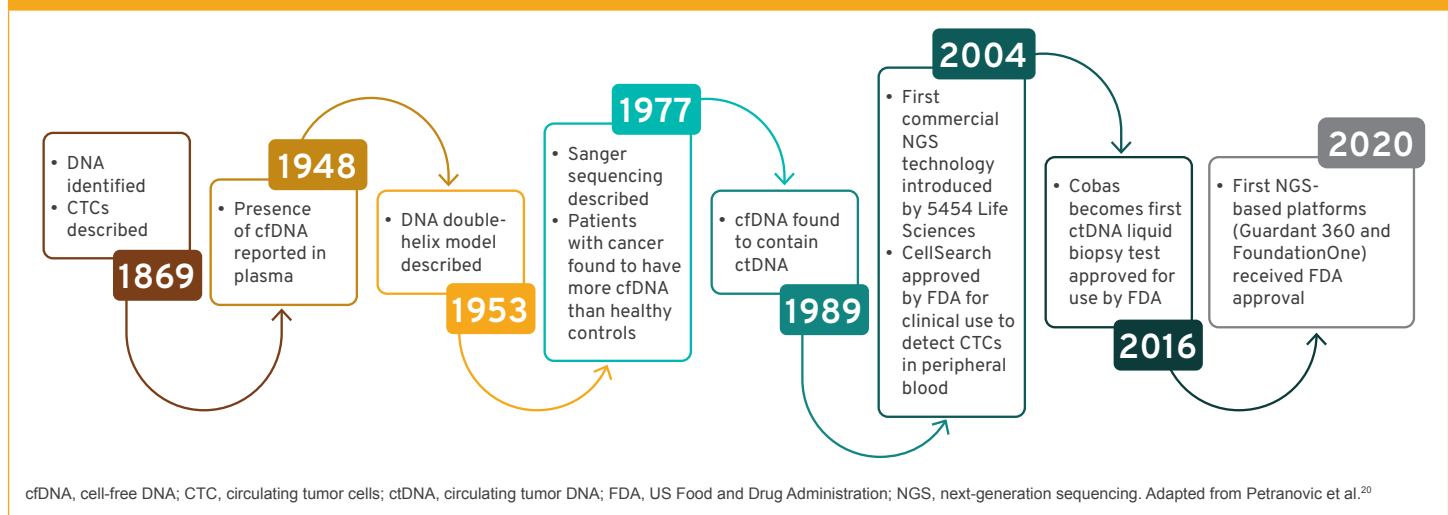 • DNA
identified
• CTCs
described
1869
1948
• Presence
of cfDNA
reported in
plasma
• DNA double-
helix model
described
1953
1977
• Sanger
sequencing
described
• Patients
with cancer
found to have
more cfDNA
than healthy
controls
• cfDNA found
to contain
ctDNA
1989
2004
• First
commercial
NGS
technology
introduced
by 5454 Life
Sciences
• CellSearch
approved
by FDA for
clinical use to
detect CTCs
in peripheral
blood
• Cobas
becomes first
ctDNA liquid
biopsy test
approved for
use by FDA
2016
2020
• First NGS-
based platforms
(Guardant 360 and
FoundationOne)
received FDA
approval
cfDNA, cell-free DNA; CTC, circulating tumor cells; ctDNA, circulating tumor DNA; FDA, US Food and Drug Administration; NGS, next-generation sequencing. Adapted from Petranovic et al.²⁰